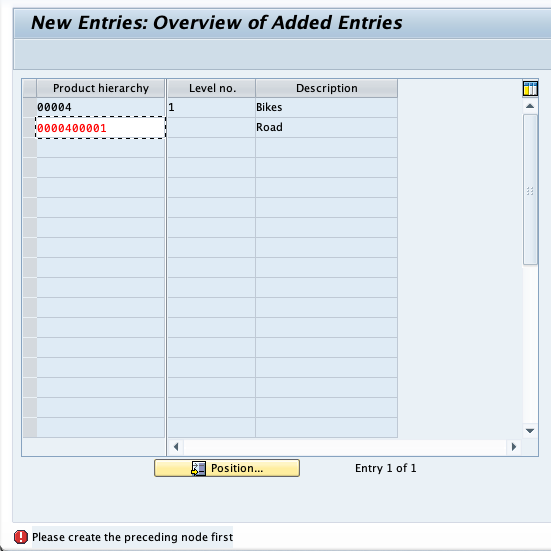 New Entries: Overview of Added Entries
Product hierarchy Level no. Description
00004 1 Bikes
0000400001 Road
Position...
Entry 1 of 1
Please create the preceding node first